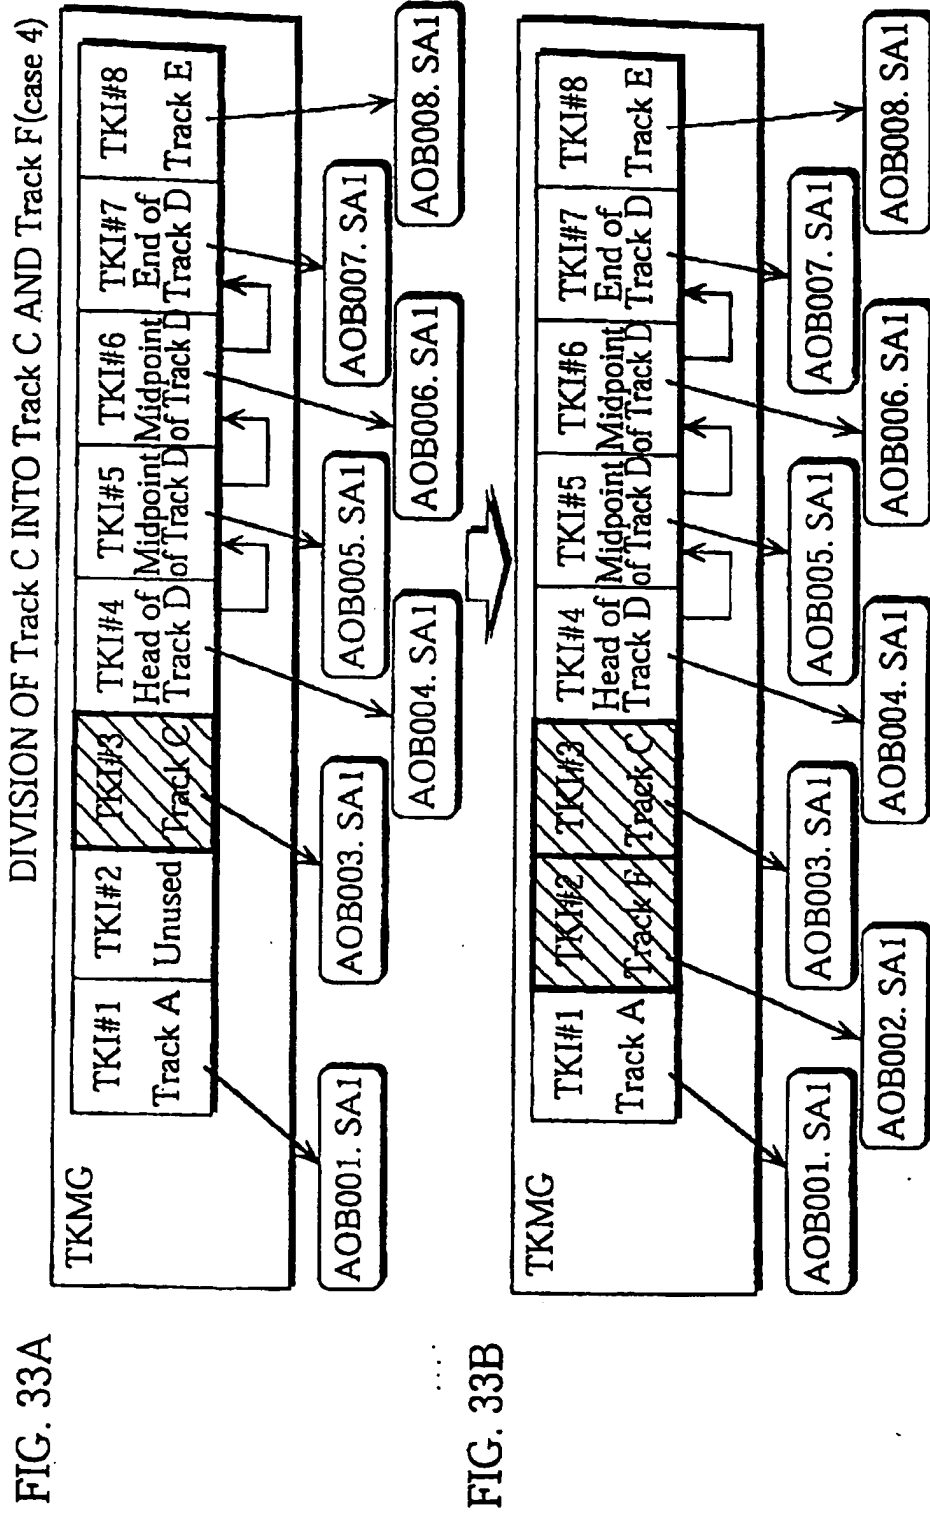 DIVISION OF Track C INTO Track C AND Track F(case 4)
FIG. 33A
TKMG
TKI#1
Track A
TKI#2
Unused
TKI#3
Track C
TKI#4
Head of
Track D
TKI#5
Midpoint
of Track D
TKI#6
Midpoint
of Track D
TKI#7
End of
Track D
TKI#8
Track E
AOB001. SA1
AOB003. SA1
AOB004. SA1
AOB005. SA1
AOB006. SA1
AOB007. SA1
AOB008. SA1
FIG. 33B
TKMG
TKI#1
Track A
TKI#2
Track F
TKI#3
Track C
TKI#4
Head of
Track D
TKI#5
Midpoint
of Track D
TKI#6
Midpoint
of Track D
TKI#7
End of
Track D
TKI#8
Track E
AOB001. SA1
AOB002. SA1
AOB003. SA1
AOB004. SA1
AOB005. SA1
AOB006. SA1
AOB007. SA1
AOB008. SA1